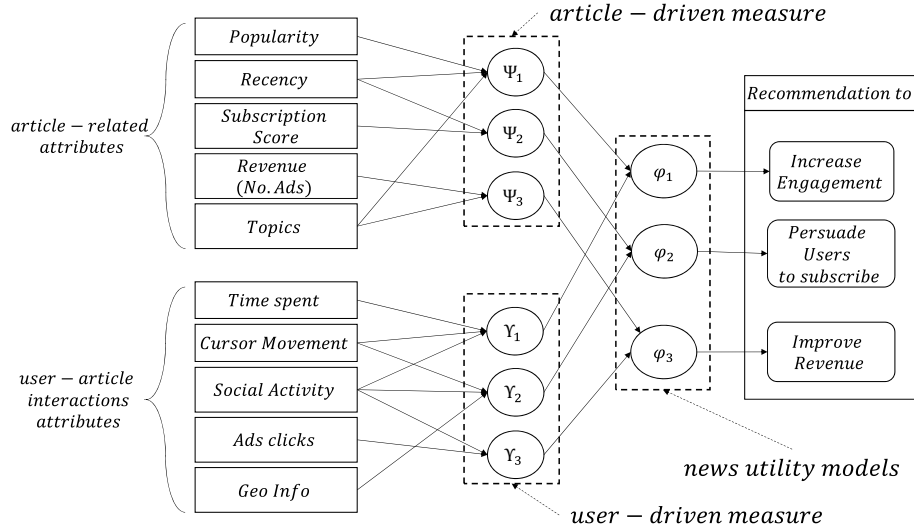 article − driven measure
Popularity
Recency
Subscription
Score
Revenue
(No. Ads)
Topics
article − related
attributes
Ψ1
Ψ2
Ψ3
Recommendation to
φ1
φ2
φ3
Increase
Engagement
Persuade
Users
to subscribe
Improve
Revenue
Time spent
Cursor Movement
Social Activity
Ads clicks
Geo Info
user − article
interactions
attributes
ϒ1
ϒ2
ϒ3
news utility models
user − driven measure